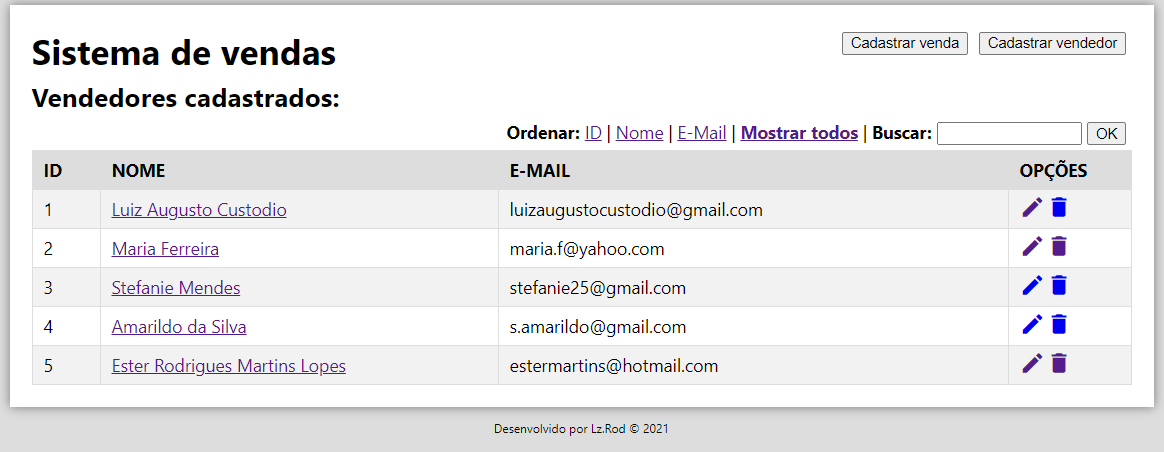 Sistema de vendas
Cadastrar venda Cadastrar vendedor
Vendedores cadastrados:
Ordenar: ID | Nome | E-Mail | Mostrar todos | Buscar: OK
ID NOME E-MAIL OPÇÕES
1 Luiz Augusto Custodio luizaugustocustodio@gmail.com
2 Maria Ferreira maria.f@yahoo.com
3 Stefanie Mendes stefanie25@gmail.com
4 Amarildo da Silva s.amarildo@gmail.com
5 Ester Rodrigues Martins Lopes estermartins@hotmail.com
Desenvolvido por Lz.Rod © 2021